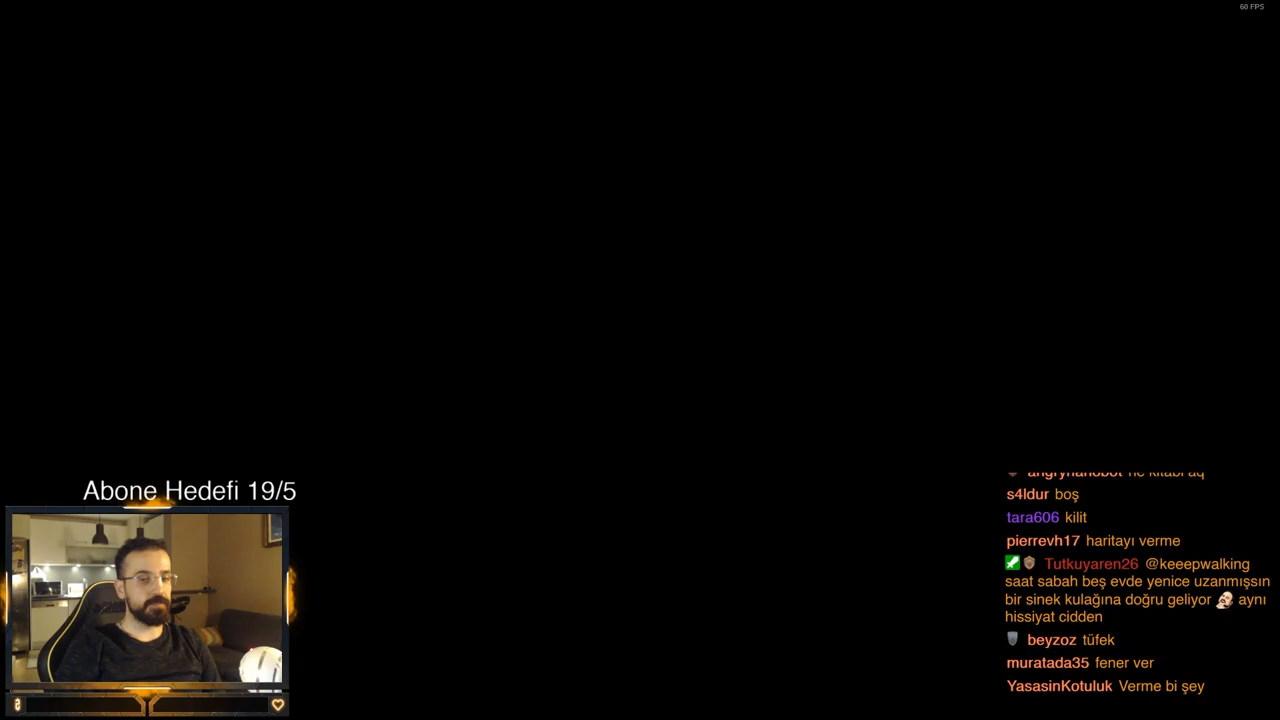 60 FPS
Abone Hedefi 19/5
s4ldur boş
tara606 kilit
pierrevh17 haritayı verme
Tutkuyaren26 @keeepwalking
saat sabah beş evde yenice uzanmışsın
bir sinek kulağına doğru geliyor aynı
hissiyat cidden
beyzoz tüfek
muratada35 fener ver
YasasinKotuluk Verme bi şey